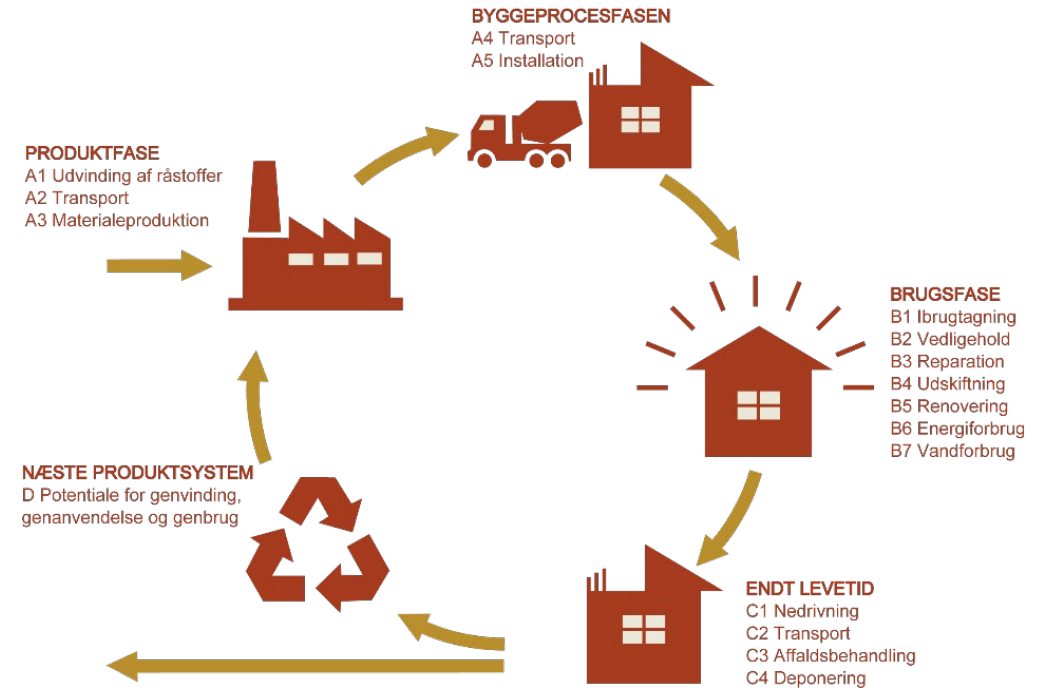 BYGGEPROCESFASEN
A4 Transport
A5 Installation
PRODUKTFASE
A1 Udvinding af råstoffer
A2 Transport
A3 Materialeproduktion
BRUGSFASE
B1 Ibrugtagning
B2 Vedligehold
B3 Reparation
B4 Udskiftning
B5 Renovering
B6 Energiforbrug
B7 Vandforbrug
NÆSTE PRODUKTSYSTEM
D Potentiale for genvinding,
genanvendelse og genbrug
ENDT LEVETID
C1 Nedrivning
C2 Transport
C3 Affaldsbehandling
C4 Deponering